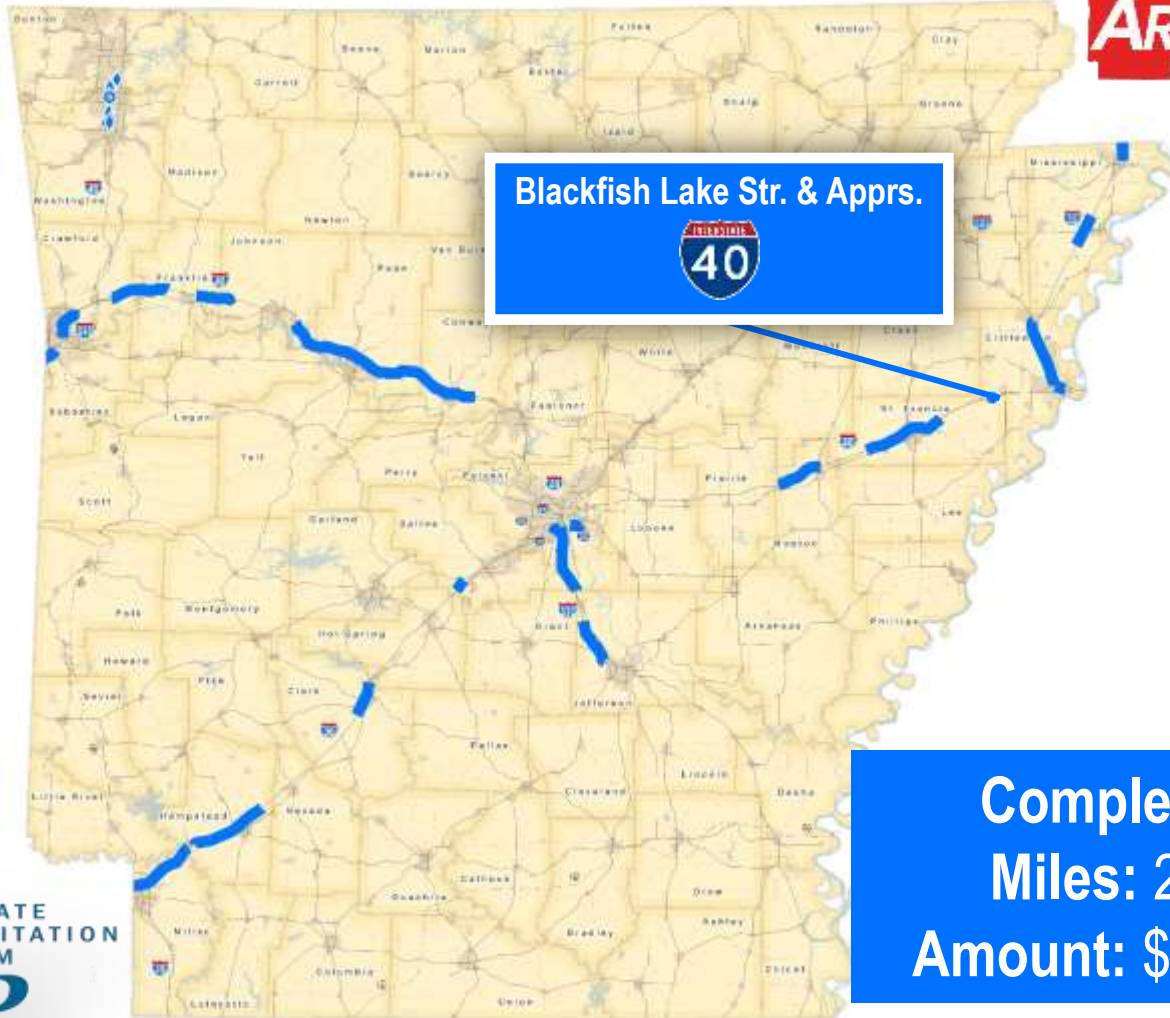 AR
Benton
Boone
Marion
Fulton
Randolph
Clay
Carroll
Baxter
Sharp
Greene
Izard
Mississippi
Madison
Searcy
Washington
Newton
Crawford
Johnson
Van Bure
Franklin
Pope
Conwa
Blackfish Lake Str. & Apprs.
INTERSTATE
40
White
Cross
Crittenden
Sebastian
Logan
Faulkner
St. Francis
Yell
Perry
Pulaski
Prairie
Scott
Garland
Saline
Lonoke
Lee
Monroe
Polk
Montgomery
Hot Spring
Grant
Arkansas
Phillips
Howard
Pike
Clark
Sevier
Jefferson
Dallas
Lincoln
Little River
Hempstead
Nevada
Cleveland
Desha
Calhoun
Ouachita
Drew
Miller
Bradley
Ashley
Columbia
Chicot
Lafayette
Union
Comple
Miles: 2
Amount: $
ATE
ITATION
M